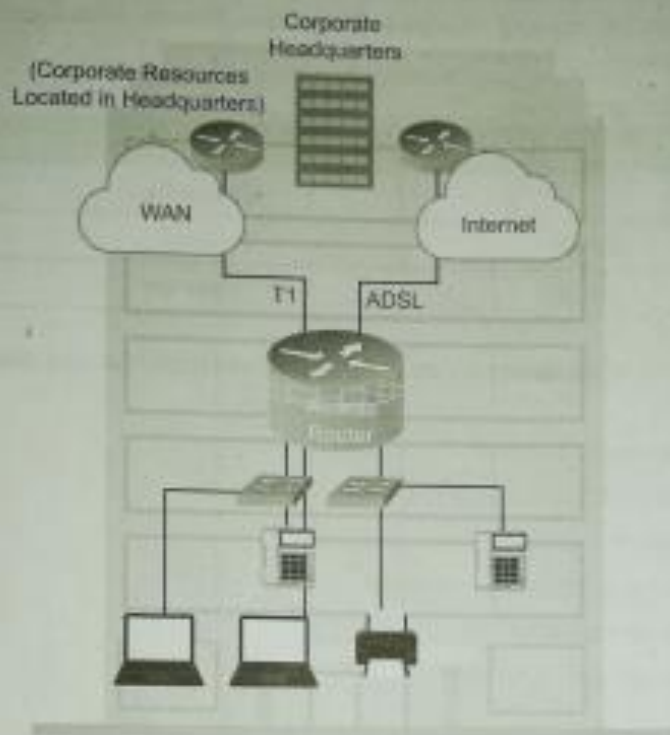 Corporate
Headquarters
(Corporate Resources
Located in Headquarters)
WAN
Internet
T1
ADSL
Router